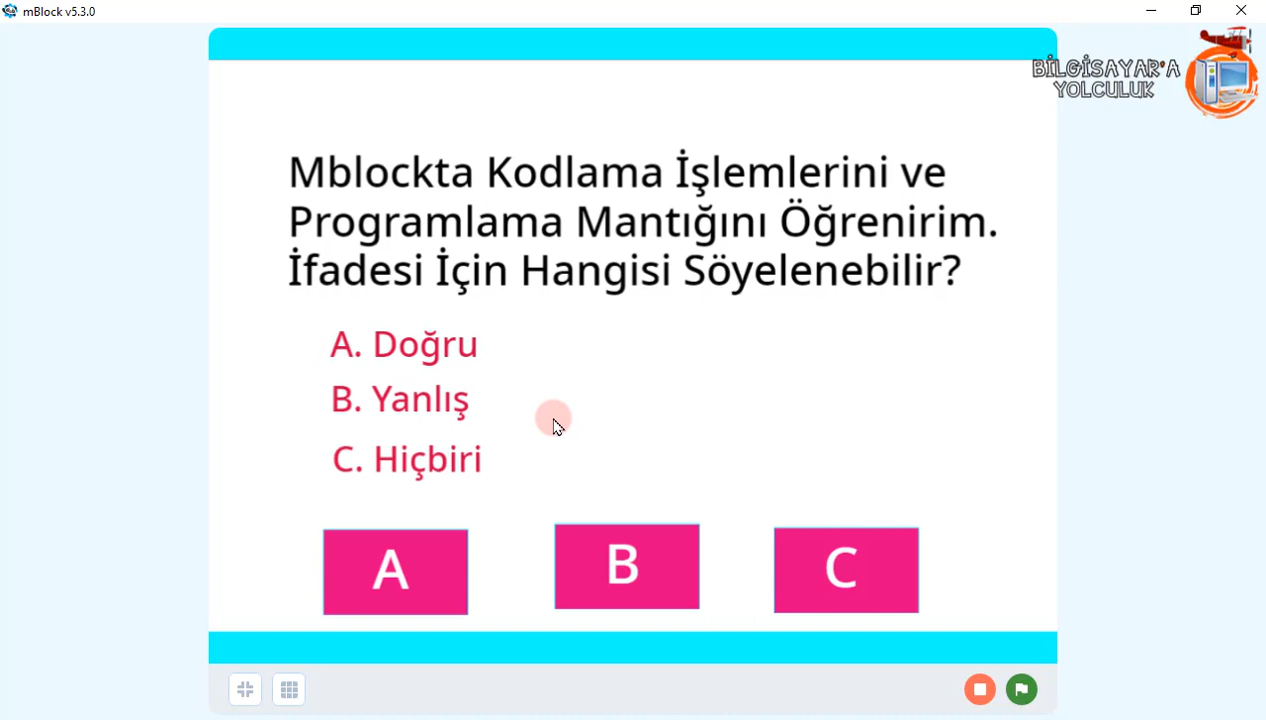 mBlock v5.3.0
BİLGİSAYAR'A
YOLCULUK
Mblockta Kodlama İşlemlerini ve
Programlama Mantığını Öğrenirim.
İfadesi İçin Hangisi Söyelenebilir?
A. Doğru
B. Yanlış
C. Hiçbiri
A
B
C